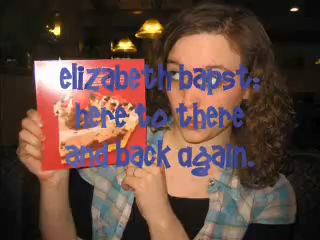 elizabeth bapst:
here to there
and back again.